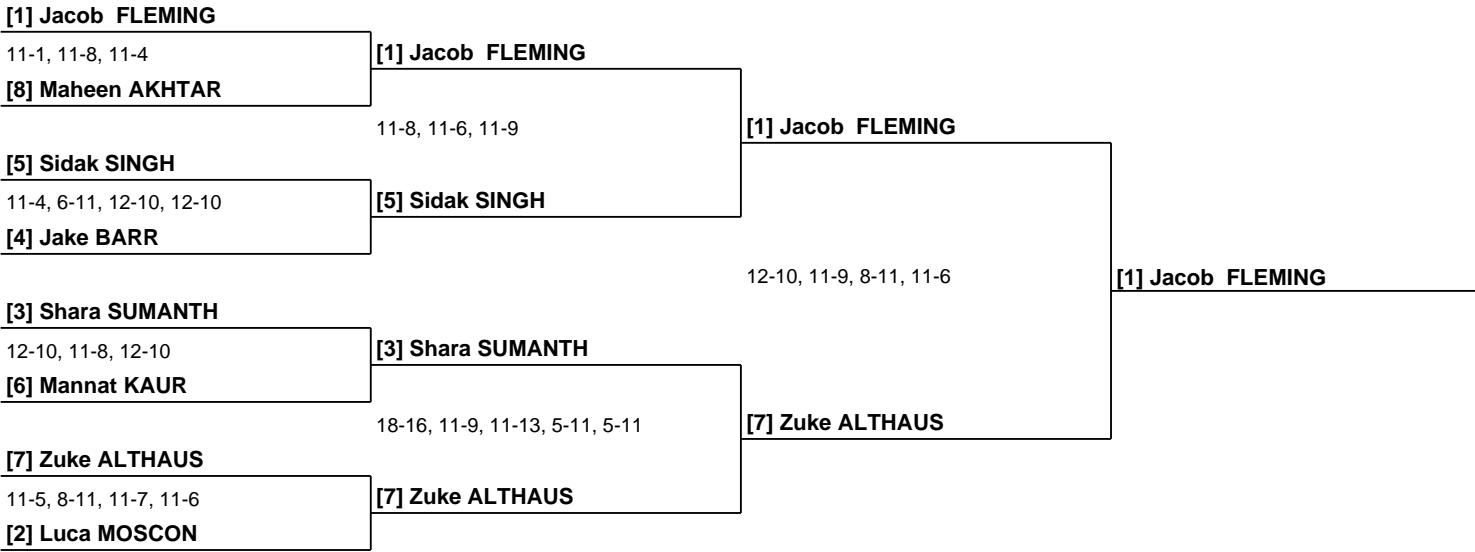 [1] Jacob  FLEMING
11-1, 11-8, 11-4
[8] Maheen AKHTAR
[5] Sidak SINGH
11-4, 6-11, 12-10, 12-10
[4] Jake BARR
[3] Shara SUMANTH
12-10, 11-8, 12-10
[6] Mannat KAUR
[7] Zuke ALTHAUS
11-5, 8-11, 11-7, 11-6
[2] Luca MOSCON
[1] Jacob  FLEMING
11-8, 11-6, 11-9
[5] Sidak SINGH
[3] Shara SUMANTH
18-16, 11-9, 11-13, 5-11, 5-11
[7] Zuke ALTHAUS
[1] Jacob  FLEMING
12-10, 11-9, 8-11, 11-6
[7] Zuke ALTHAUS
[1] Jacob  FLEMING